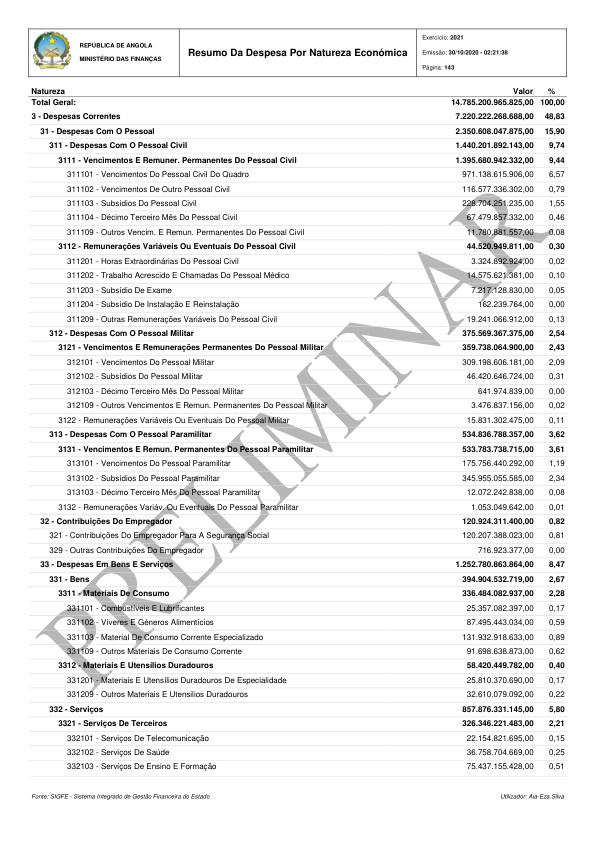 REPÚBLICA DE ANGOLA
MINISTÉRIO DAS FINANÇAS
Resumo Da Despesa Por Natureza Económica
Exercício: 2021
Emissão: 30/10/2020 - 02:21:38
Página: 143
Natureza Valor %
Total Geral: 14.785.200.965.825,00 100,00
3 - Despesas Correntes 7.220.222.268.688,00 48,83
31 - Despesas Com O Pessoal 2.350.608.047.875,00 15,90
311 - Despesas Com O Pessoal Civil 1.440.201.892.143,00 9,74
3111 - Vencimentos E Remuner. Permanentes Do Pessoal Civil 1.395.680.942.332,00 9,44
311101 - Vencimentos Do Pessoal Civil Do Quadro 971.138.615.906,00 6,57
311102 - Vencimentos De Outro Pessoal Civil 116.577.336.302,00 0,79
311103 - Subsídios Do Pessoal Civil 228.704.251.235,00 1,55
311104 - Décimo Terceiro Mês Do Pessoal Civil 67.479.857.332,00 0,46
311109 - Outros Vencim. E Remun. Permanentes Do Pessoal Civil 11.780.881.557,00 0,08
3112 - Remunerações Variáveis Ou Eventuais Do Pessoal Civil 44.520.949.811,00 0,30
311201 - Horas Extraordinárias Do Pessoal Civil 3.324.892.924,00 0,02
311202 - Trabalho Acrescido E Chamadas Do Pessoal Médico 14.575.621.381,00 0,10
311203 - Subsídio De Exame 7.217.128.830,00 0,05
311204 - Subsídio De Instalação E Reinstalação 162.239.764,00 0,00
311209 - Outras Remunerações Variáveis Do Pessoal Civil 19.241.066.912,00 0,13
312 - Despesas Com O Pessoal Militar 375.569.367.375,00 2,54
3121 - Vencimentos E Remunerações Permanentes Do Pessoal Militar 359.738.064.900,00 2,43
312101 - Vencimentos Do Pessoal Militar 309.198.606.181,00 2,09
312102 - Subsídios Do Pessoal Militar 46.420.646.724,00 0,31
312103 - Décimo Terceiro Mês Do Pessoal Militar 641.974.839,00 0,00
312109 - Outros Vencimentos E Remun. Permanentes Do Pessoal Militar 3.476.837.156,00 0,02
3122 - Remunerações Variáveis Ou Eventuais Do Pessoal Militar 15.831.302.475,00 0,11
313 - Despesas Com O Pessoal Paramilitar 534.836.788.357,00 3,62
3131 - Vencimentos E Remun. Permanentes Do Pessoal Paramilitar 533.783.738.715,00 3,61
313101 - Vencimentos Do Pessoal Paramilitar 175.756.440.292,00 1,19
313102 - Subsídios Do Pessoal Paramilitar 345.955.055.585,00 2,34
313103 - Décimo Terceiro Mês Do Pessoal Paramilitar 12.072.242.838,00 0,08
3132 - Remunerações Variáv. Ou Eventuais Do Pessoal Paramilitar 1.053.049.642,00 0,01
32 - Contribuições Do Empregador 120.924.311.400,00 0,82
321 - Contribuições Do Empregador Para A Segurança Social 120.207.388.023,00 0,81
329 - Outras Contribuições Do Empregador 716.923.377,00 0,00
33 - Despesas Em Bens E Serviços 1.252.780.863.864,00 8,47
331 - Bens 394.904.532.719,00 2,67
3311 - Materiais De Consumo 336.484.082.937,00 2,28
331101 - Combustíveis E Lubrificantes 25.357.082.397,00 0,17
331102 - Víveres E Géneros Alimentícios 87.495.443.034,00 0,59
331103 - Material De Consumo Corrente Especializado 131.932.918.633,00 0,89
331109 - Outros Materiais De Consumo Corrente 91.698.638.873,00 0,62
3312 - Materiais E Utensílios Duradouros 58.420.449.782,00 0,40
331201 - Materiais E Utensílios Duradouros De Especialidade 25.810.370.690,00 0,17
331209 - Outros Materiais E Utensílios Duradouros 32.610.079.092,00 0,22
332 - Serviços 857.876.331.145,00 5,80
3321 - Serviços De Terceiros 326.346.221.483,00 2,21
332101 - Serviços De Telecomunicação 22.154.821.695,00 0,15
332102 - Serviços De Saúde 36.758.704.669,00 0,25
332103 - Serviços De Ensino E Formação 75.437.155.428,00 0,51
PRELIMINAR
Fonte: SIGFE - Sistema Integrado de Gestão Financeira do Estado Utilizador: Aia-Eza.Silva